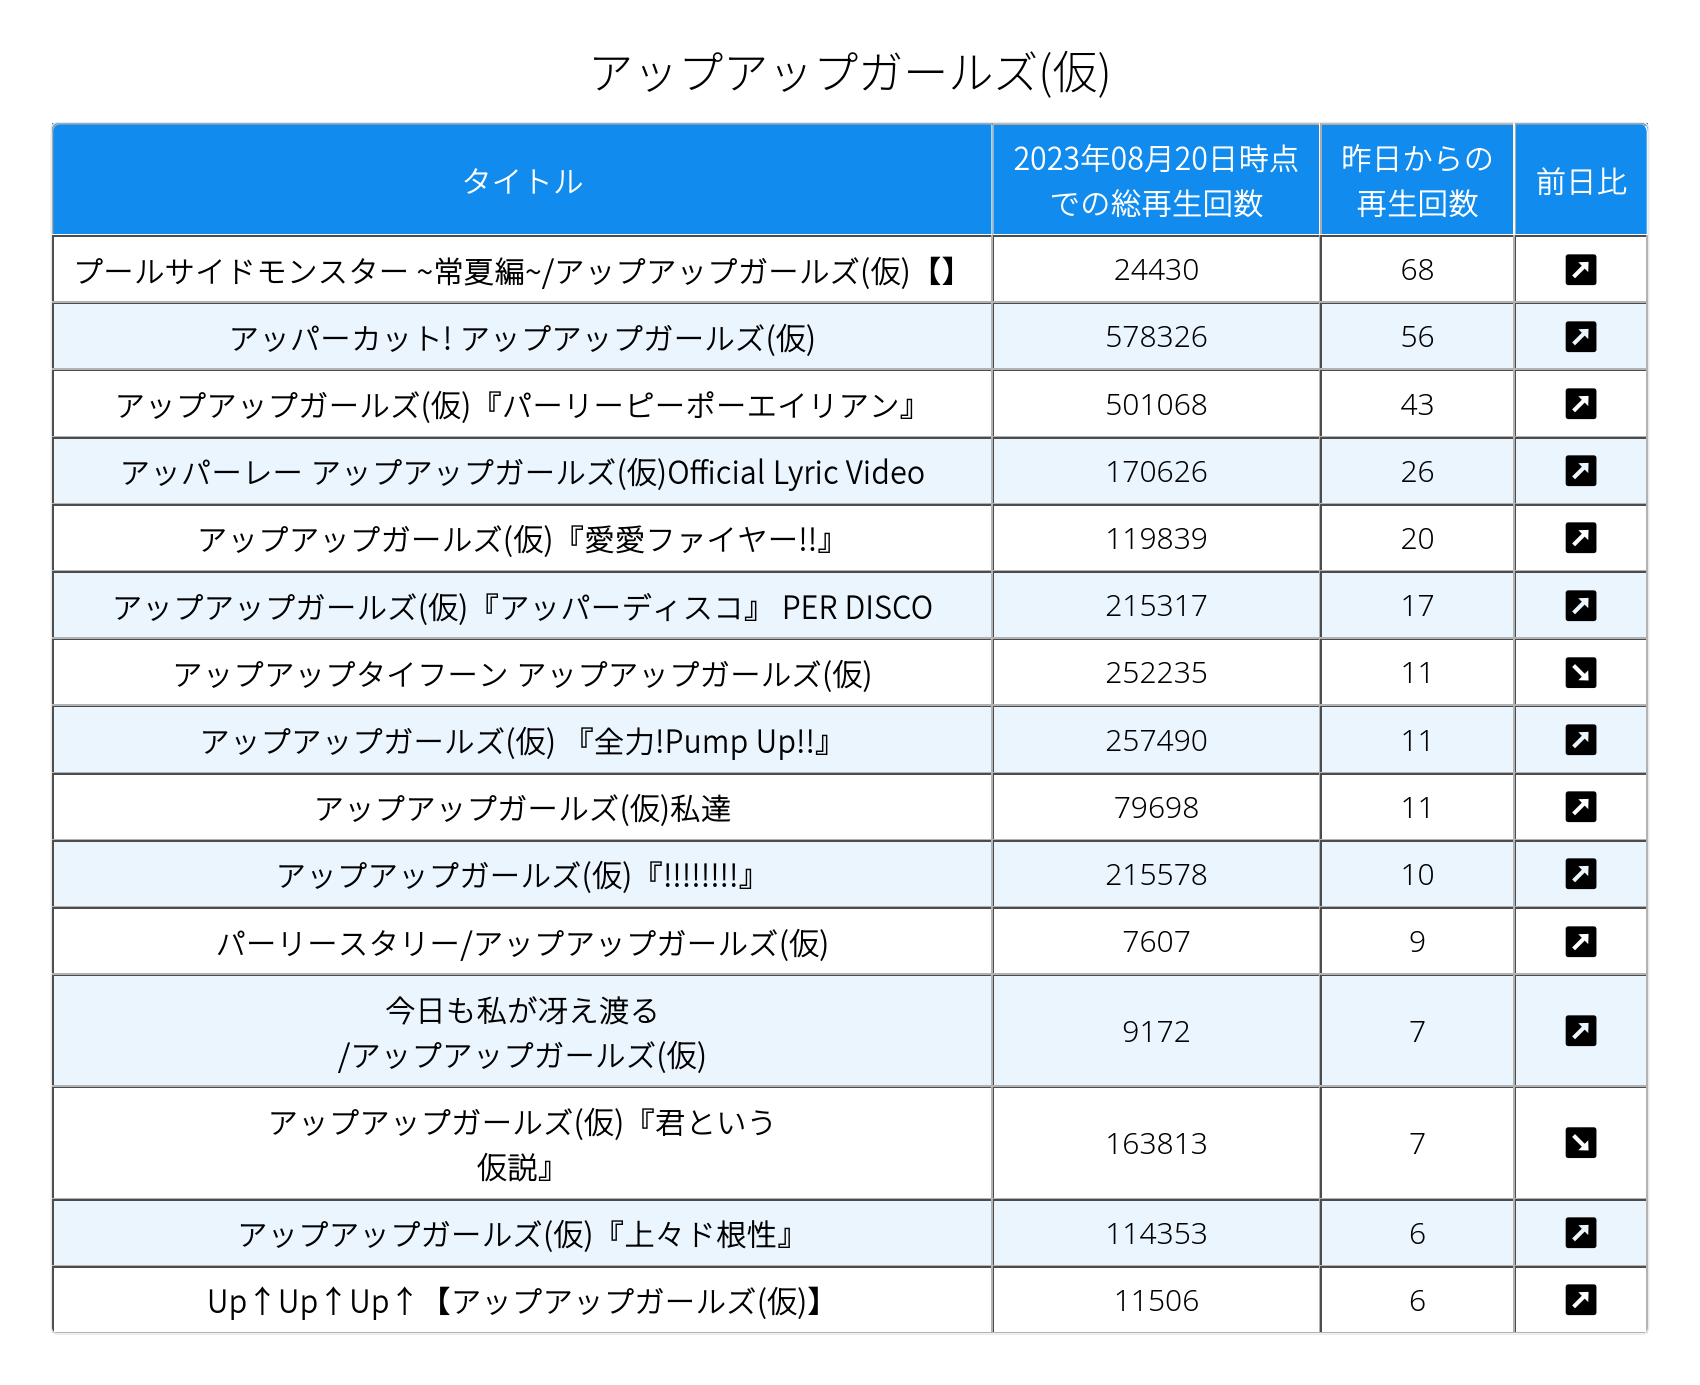 アップアップガールズ(仮)
タイトル 2023年08月20日時点での総再生回数 昨日からの再生回数 前日比
プールサイドモンスター ~常夏編~/アップアップガールズ(仮)【】 24430 68 ↗
アッパーカット! アップアップガールズ(仮) 578326 56 ↗
アップアップガールズ(仮)『パーリーピーポーエイリアン』 501068 43 ↗
アッパーレー アップアップガールズ(仮)Official Lyric Video 170626 26 ↗
アップアップガールズ(仮)『愛愛ファイヤー!!』 119839 20 ↗
アップアップガールズ(仮)『アッパーディスコ』 PER DISCO 215317 17 ↗
アップアップタイフーン アップアップガールズ(仮) 252235 11 ↘
アップアップガールズ(仮) 『全力!Pump Up!!』 257490 11 ↗
アップアップガールズ(仮)私達 79698 11 ↗
アップアップガールズ(仮)『!!!!!!!!』 215578 10 ↗
パーリースタリー/アップアップガールズ(仮) 7607 9 ↗
今日も私が冴え渡る
/アップアップガールズ(仮) 9172 7 ↗
アップアップガールズ(仮)『君という
仮説』 163813 7 ↘
アップアップガールズ(仮)『上々ド根性』 114353 6 ↗
Up↑Up↑Up↑【アップアップガールズ(仮)】 11506 6 ↗